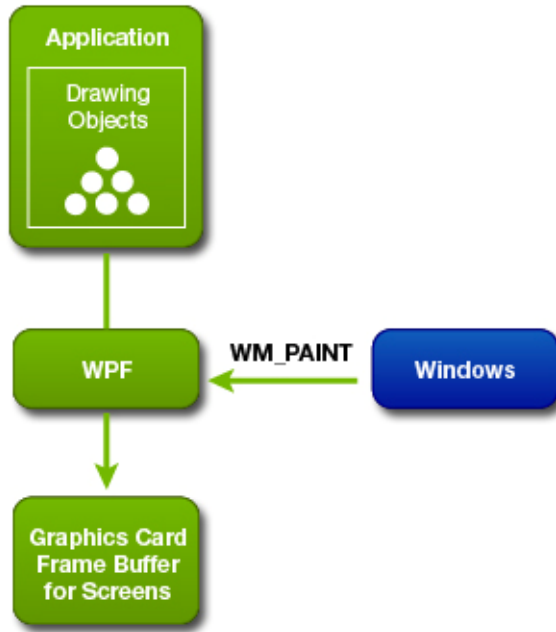 Application
Drawing
Objects
WPF
WM_PAINT
Windows
Graphics Card
Frame Buffer
for Screens